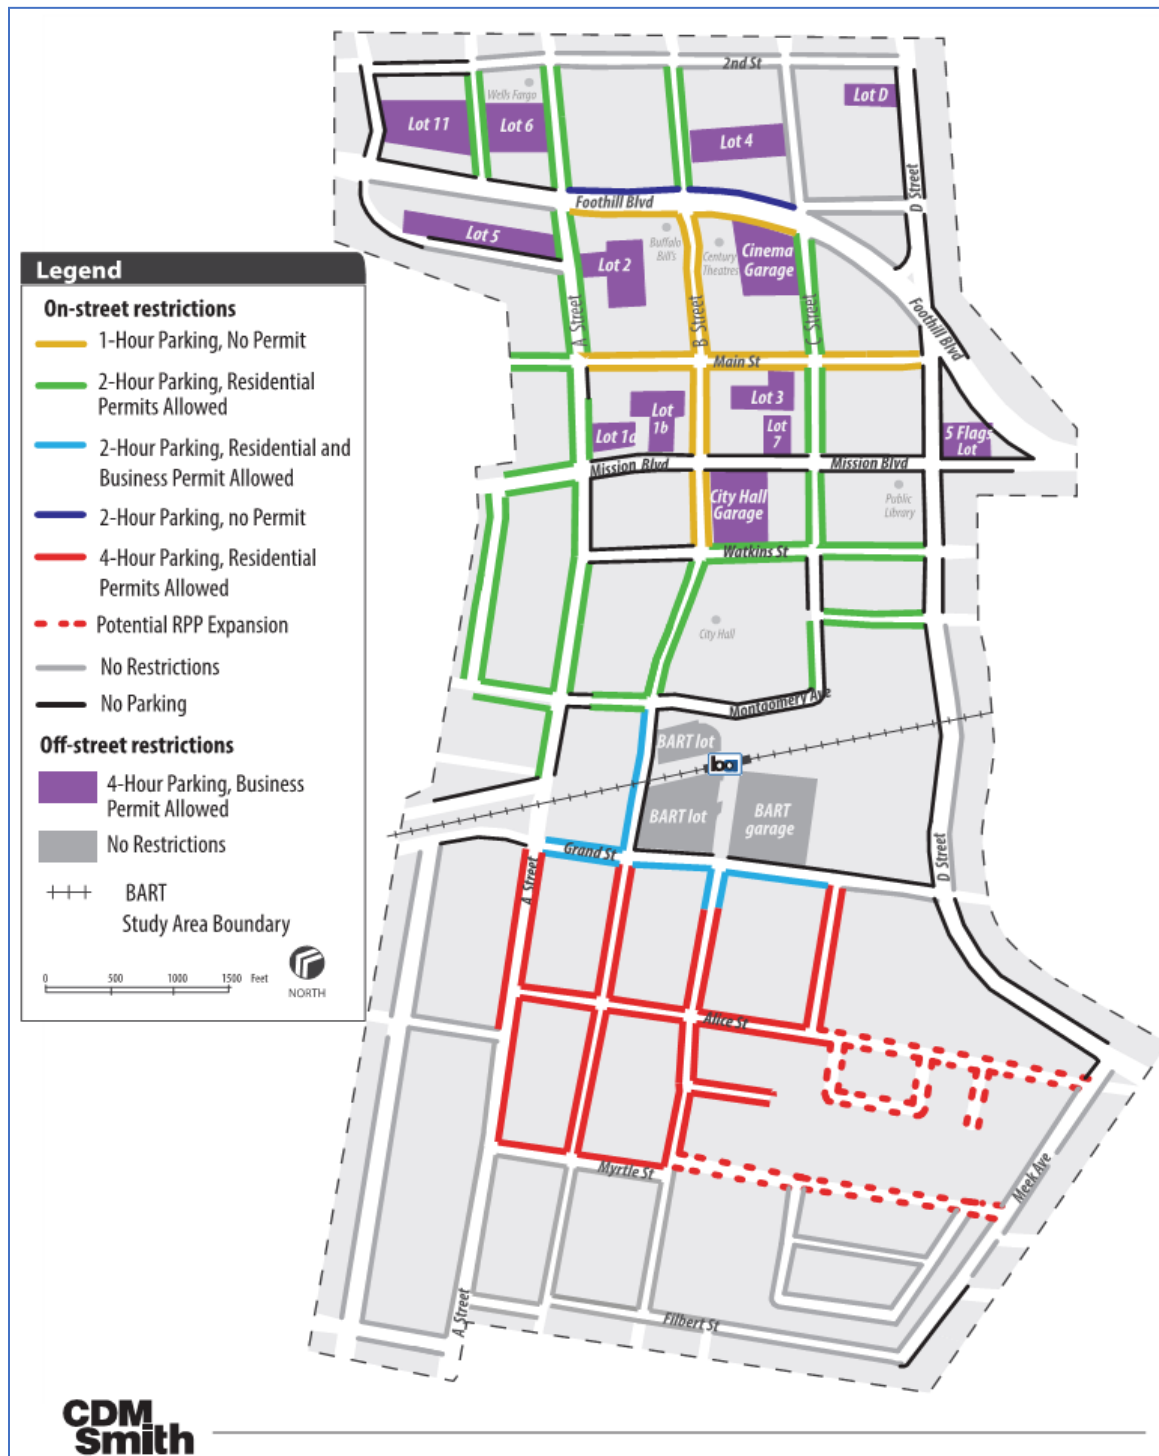 2nd St
Wells Fargo
Lot D
Lot 11
Lot 6
Lot 4
D Street
Foothill Blvd
Lot 5
Buffalo
Bill's
Century
Theatres
Cinema
Garage
Lot 2
A Street
B Street
C Street
Foothill Blvd
Main St
Lot 3
Lot
1b
Lot 1a
Lot
7
5 Flags
Lot
Mission Blvd
Mission Blvd
City Hall
Garage
Public
Library
Watkins St
City Hall
Montgomery Ave
BART lot
ba
BART lot
BART
garage
Grand St
A Street
D Street
Alice St
Myrtle St
Meek Ave
A Street
Filbert St
Legend
On-street restrictions
1-Hour Parking, No Permit
2-Hour Parking, Residential
Permits Allowed
2-Hour Parking, Residential and
Business Permit Allowed
2-Hour Parking, no Permit
4-Hour Parking, Residential
Permits Allowed
Potential RPP Expansion
No Restrictions
No Parking
Off-street restrictions
4-Hour Parking, Business
Permit Allowed
No Restrictions
BART
Study Area Boundary
0 500 1000 1500 Feet
NORTH
CDM
Smith